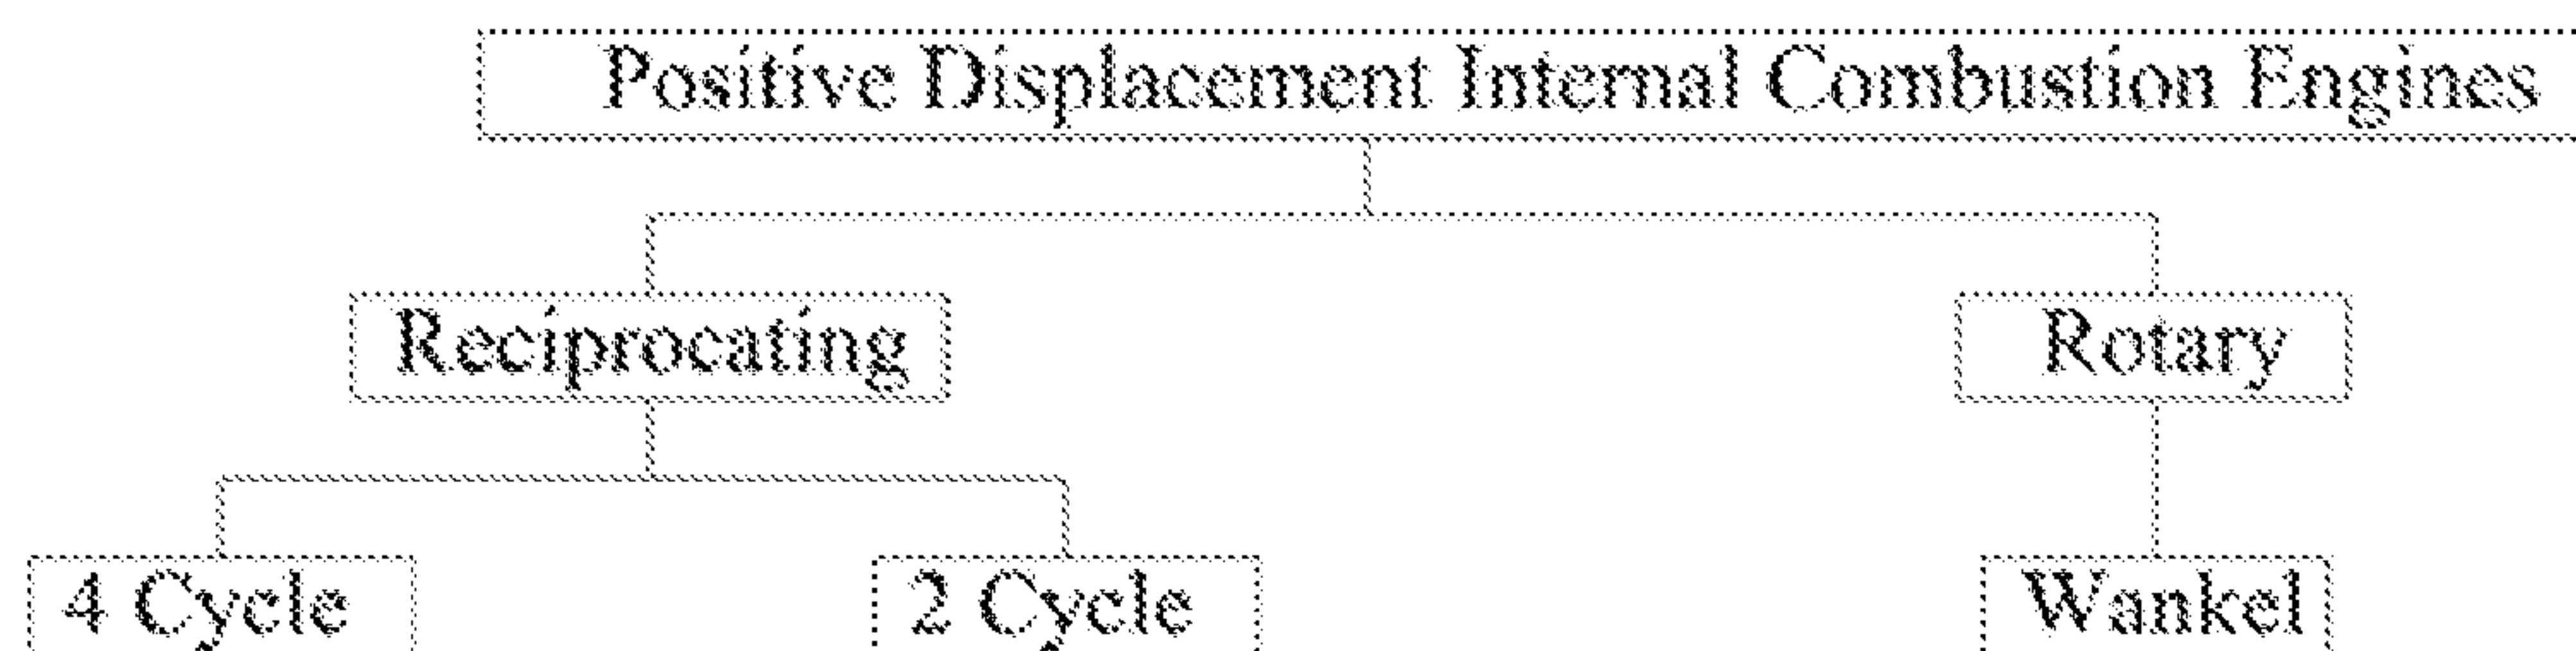 Positive Displacement Internal Combustion Engines
Reciprocating
Rotary
4 Cycle
2 Cycle
Wankel